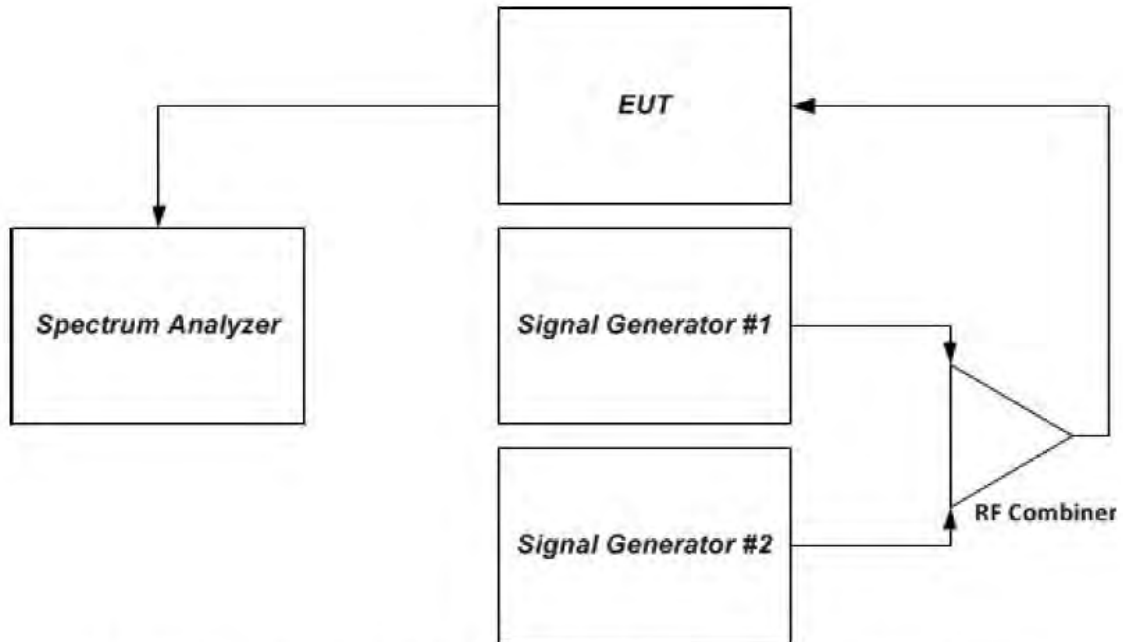 EUT
Spectrum Analyzer
Signal Generator #1
RF Combiner
Signal Generator #2